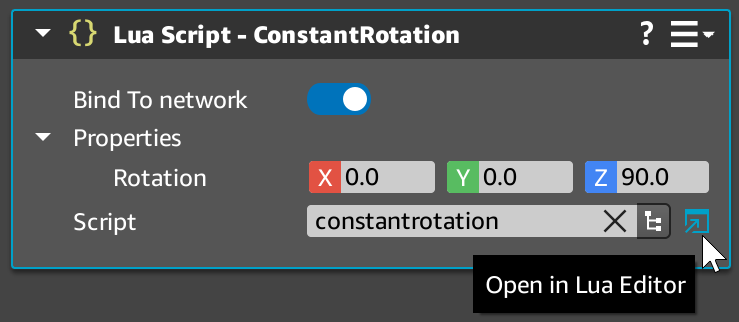 {} Lua Script - ConstantRotation ?
Bind To network
Properties
Rotation X 0.0 Y 0.0 Z 90.0
Script constantrotation
Open in Lua Editor